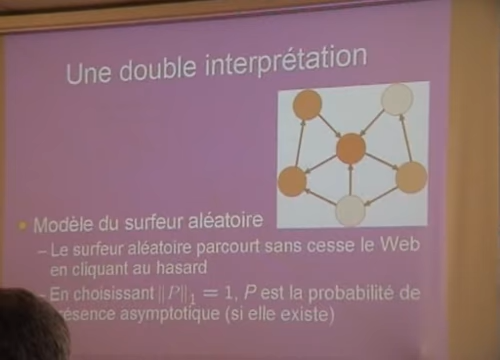 Une double interprétation
Modèle du surfeur aléatoire
– Le surfeur aléatoire parcourt sans cesse le Web
en cliquant au hasard
– En choisissant ||P||₁ = 1, P est la probabilité de
résence asymptotique (si elle existe)